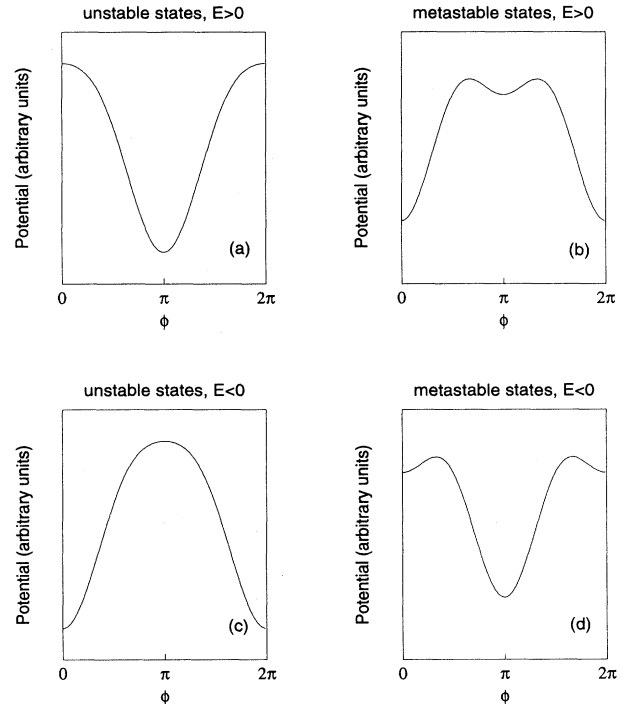 unstable states, E>0
Potential (arbitrary units)
(a)
0 π 2π
ϕ
metastable states, E>0
Potential (arbitrary units)
(b)
0 π 2π
ϕ
unstable states, E<0
Potential (arbitrary units)
(c)
0 π 2π
ϕ
metastable states, E<0
Potential (arbitrary units)
(d)
0 π 2π
ϕ